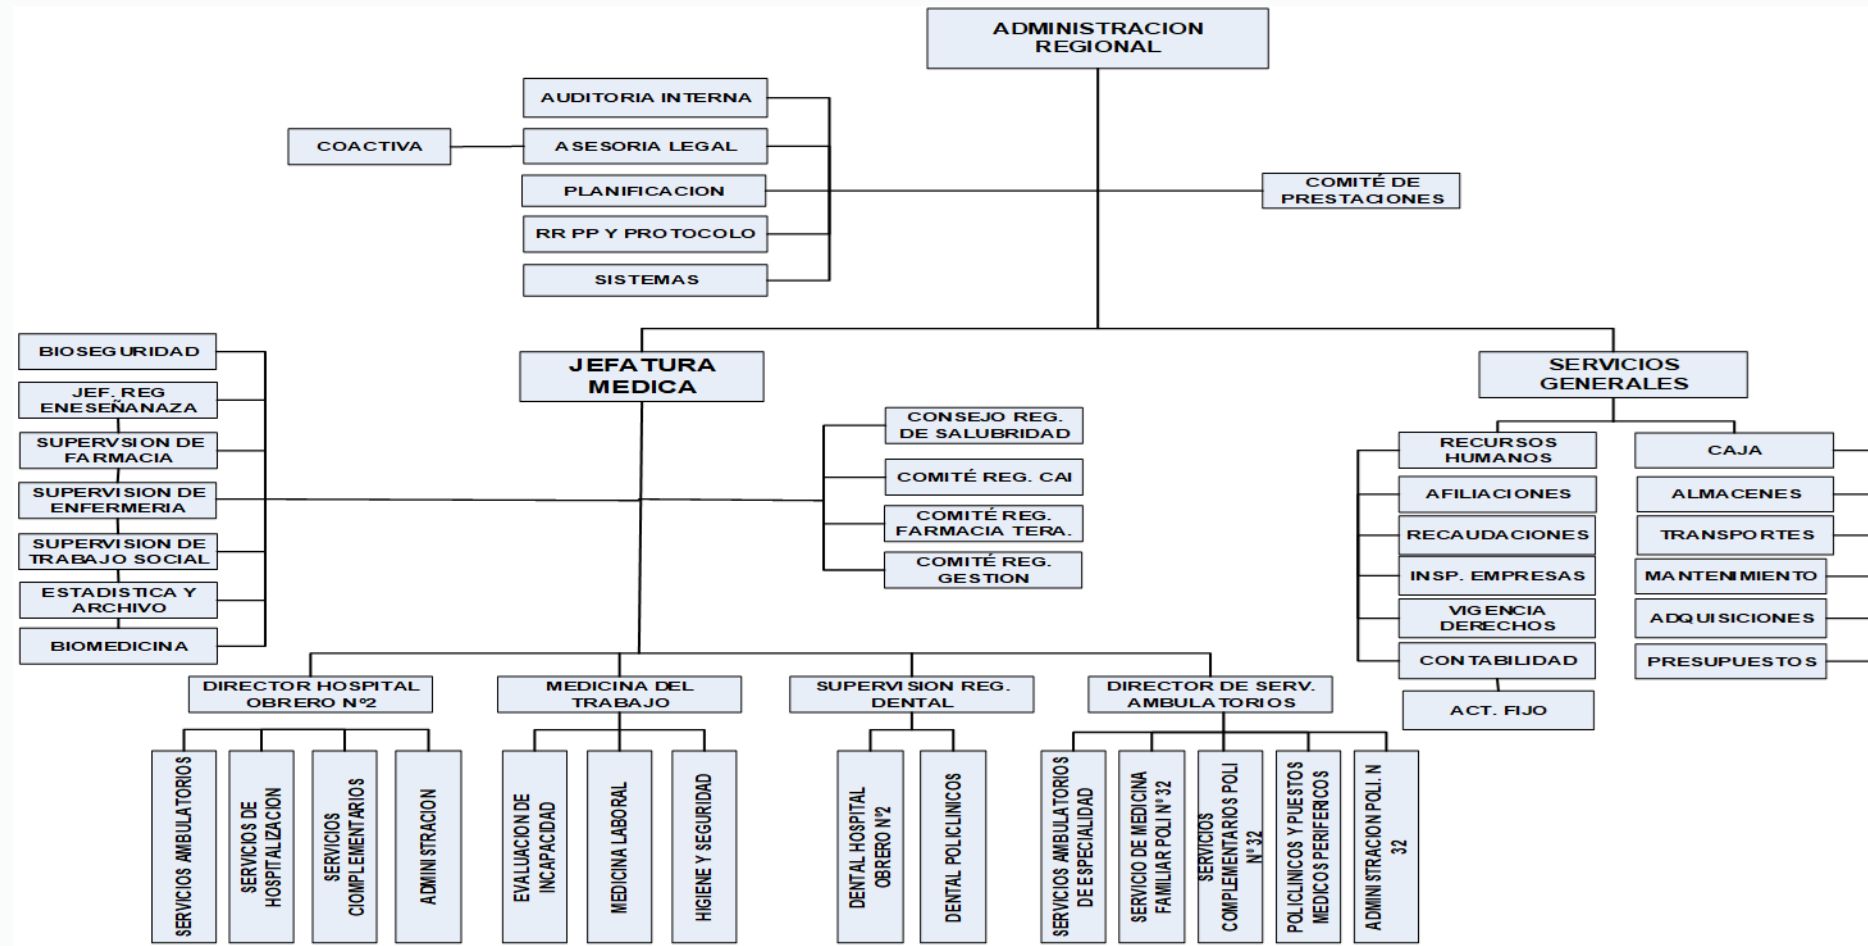 ADMINISTRACION
REGIONAL
AUDITORIA INTERNA
COACTIVA
ASESORIA LEGAL
PLANIFICACION
COMITÉ DE
PRESTACIONES
RR PP Y PROTOCOLO
SISTEMAS
BIOSEGURIDAD
JEF. REG
ENESEÑANAZA
SUPERVSION DE
FARMACIA
SUPERVISION DE
ENFERMERIA
SUPERVISION DE
TRABAJO SOCIAL
ESTADISTICA Y
ARCHIVO
BIOMEDICINA
JEFATURA
MEDICA
CONSEJO REG.
DE SALUBRIDAD
COMITÉ REG. CAI
COMITÉ REG.
FARMACIA TERA.
COMITÉ REG.
GESTION
SERVICIOS
GENERALES
RECURSOS
HUMANOS
AFILIACIONES
RECAUDACIONES
INSP. EMPRESAS
VIGENCIA
DERECHOS
CONTABILIDAD
ACT. FIJO
CAJA
ALMACENES
TRANSPORTES
MANTENIMIENTO
ADQUISICIONES
PRESUPUESTOS
DIRECTOR HOSPITAL
OBRERO Nº2
MEDICINA DEL
TRABAJO
SUPERVISION REG.
DENTAL
DIRECTOR DE SERV.
AMBULATORIOS
SERVICIOS AMBULATORIOS
SERVICIOS DE
HOSPITALIZACION
SERVICIOS
CIOMPLEMENTARIOS
ADMINISTRACION
EVALUACION DE
INCAPACIDAD
MEDICINA LABORAL
HIGIENE Y SEGURIDAD
DENTAL HOSPITAL
OBRERO Nº2
DENTAL POLICLINICOS
SERVICIOS AMBULATORIO
DE ESPECIALIDAD
SERVICIO DE MEDICINA
FAMILIAR POLI Nº 32
SERVICIOS
COMPLEMENTARIOS POLI
Nº 32
POLICLINICOS Y PUESTOS
MEDICOS PERIFERICOS
ADMINISTRACION POLI. N
32